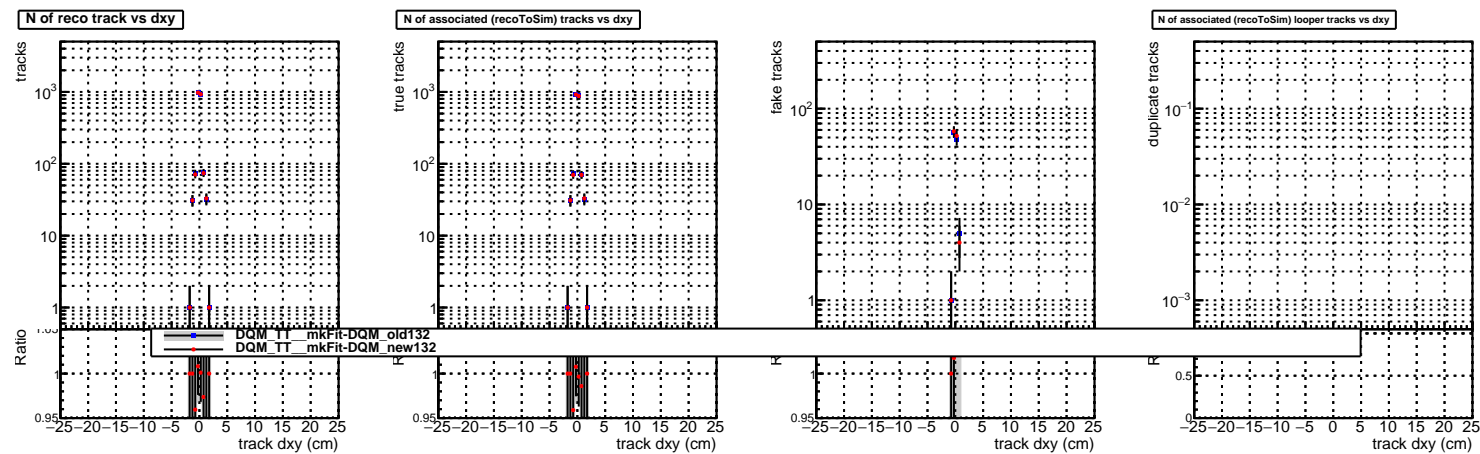 N of reco track vs dxy
N of associated (recoToSim) tracks vs dxy
N of associated (recoToSim) looper tracks vs dxy
tracks
10³
10²
10
1
Ratio
1
0.95
−25 −20 −15 −10 −5 0 5 10 15 20 25
track dxy (cm)
true tracks
10³
10²
10
1
1
0.95
−25 −20 −15 −10 −5 0 5 10 15 20 25
track dxy (cm)
fake tracks
10²
10
1
1
0.95
−25 −20 −15 −10 −5 0 5 10 15 20 25
track dxy (cm)
duplicate tracks
10⁻¹
10⁻²
10⁻³
0.5
0
−25 −20 −15 −10 −5 0 5 10 15 20 25
track dxy (cm)
DQM_TT__mkFit-DQM_old132
DQM_TT__mkFit-DQM_new132